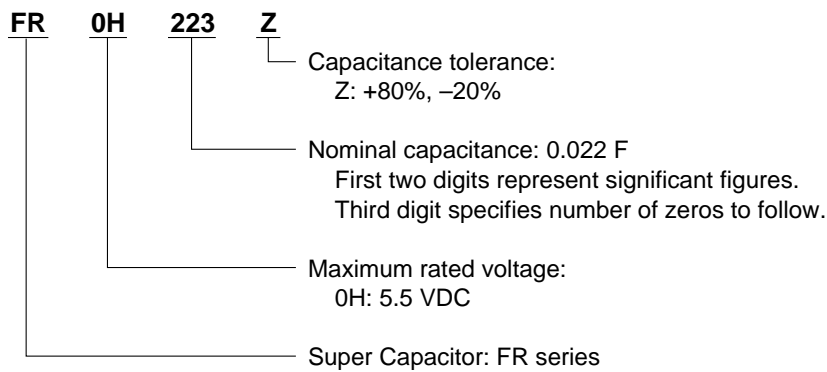 FR 0H 223 Z
Capacitance tolerance:
Z: +80%, –20%
Nominal capacitance: 0.022 F
First two digits represent significant figures.
Third digit specifies number of zeros to follow.
Maximum rated voltage:
0H: 5.5 VDC
Super Capacitor: FR series